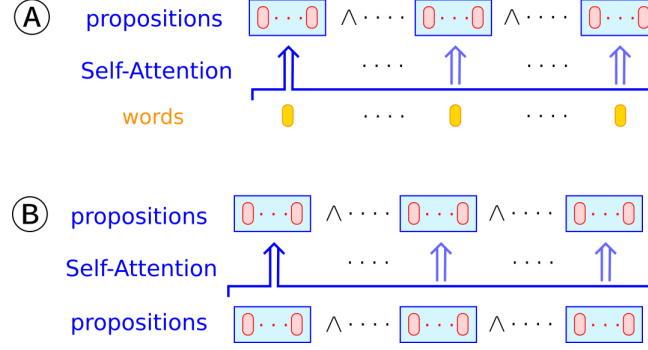 A propositions ··· ∧ ···· ··· ∧ ···· ···
Self-Attention ···· ····
words ···· ····
B propositions ··· ∧ ···· ··· ∧ ···· ···
Self-Attention ···· ····
propositions ··· ∧ ···· ··· ∧ ···· ···